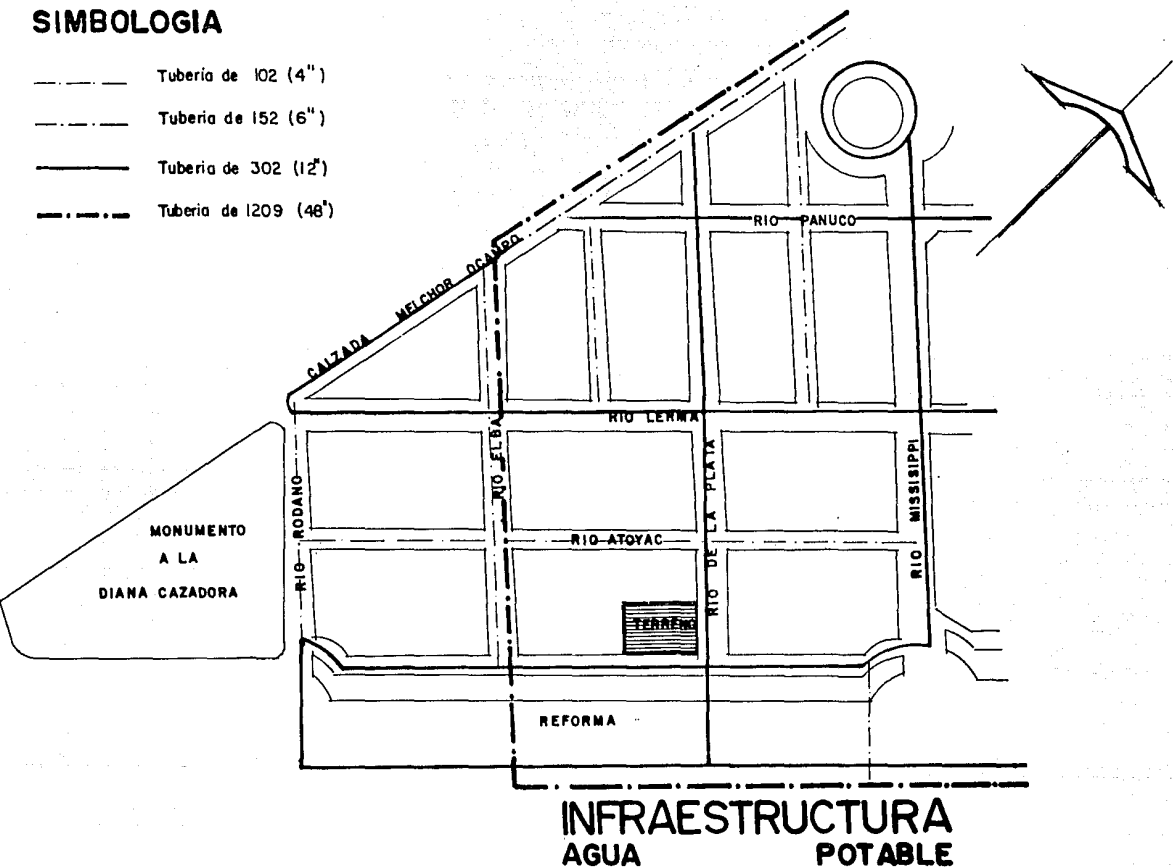 SIMBOLOGIA
Tuberia de 102 (4")
Tuberia de 152 (6")
Tuberia de 302 (12")
Tuberia de 1209 (48")
RIO PANUCO
CALZADA MELCHOR OCAMPO
RIO LERMA
RIO ELBA
RIO RODANO
RIO DE LA PLATA
RIO MISSISIPPI
MONUMENTO
A LA
DIANA CAZADORA
RIO ATOYAC
TERRENO
REFORMA
INFRAESTRUCTURA
AGUA POTABLE